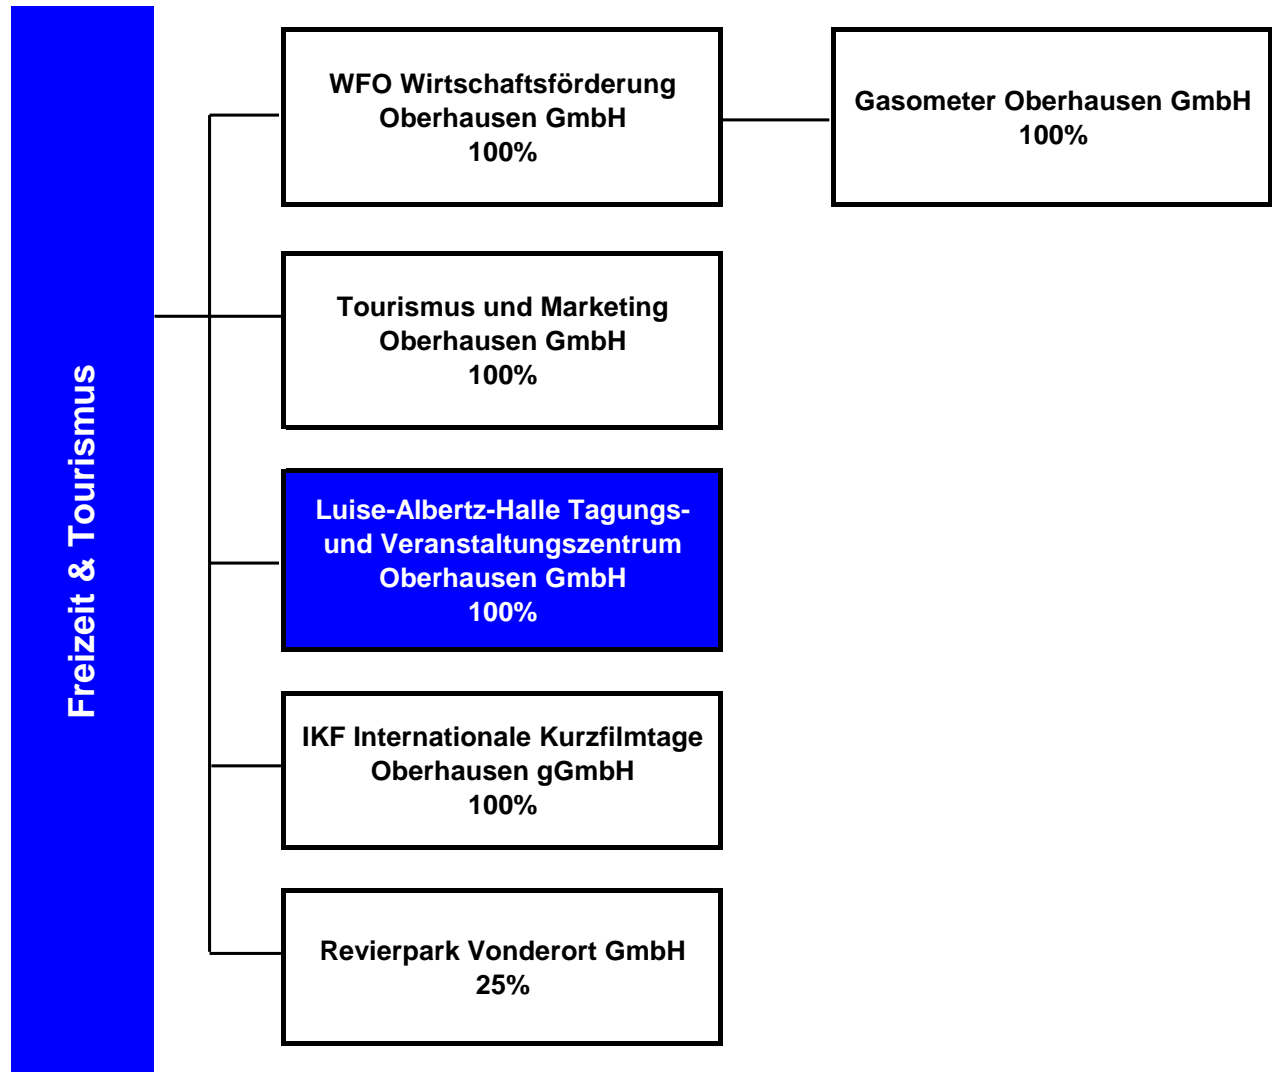 Freizeit & Tourismus
WFO Wirtschaftsförderung
Oberhausen GmbH
100%
Gasometer Oberhausen GmbH
100%
Tourismus und Marketing
Oberhausen GmbH
100%
Luise-Albertz-Halle Tagungs-
und Veranstaltungszentrum
Oberhausen GmbH
100%
IKF Internationale Kurzfilmtage
Oberhausen gGmbH
100%
Revierpark Vonderort GmbH
25%